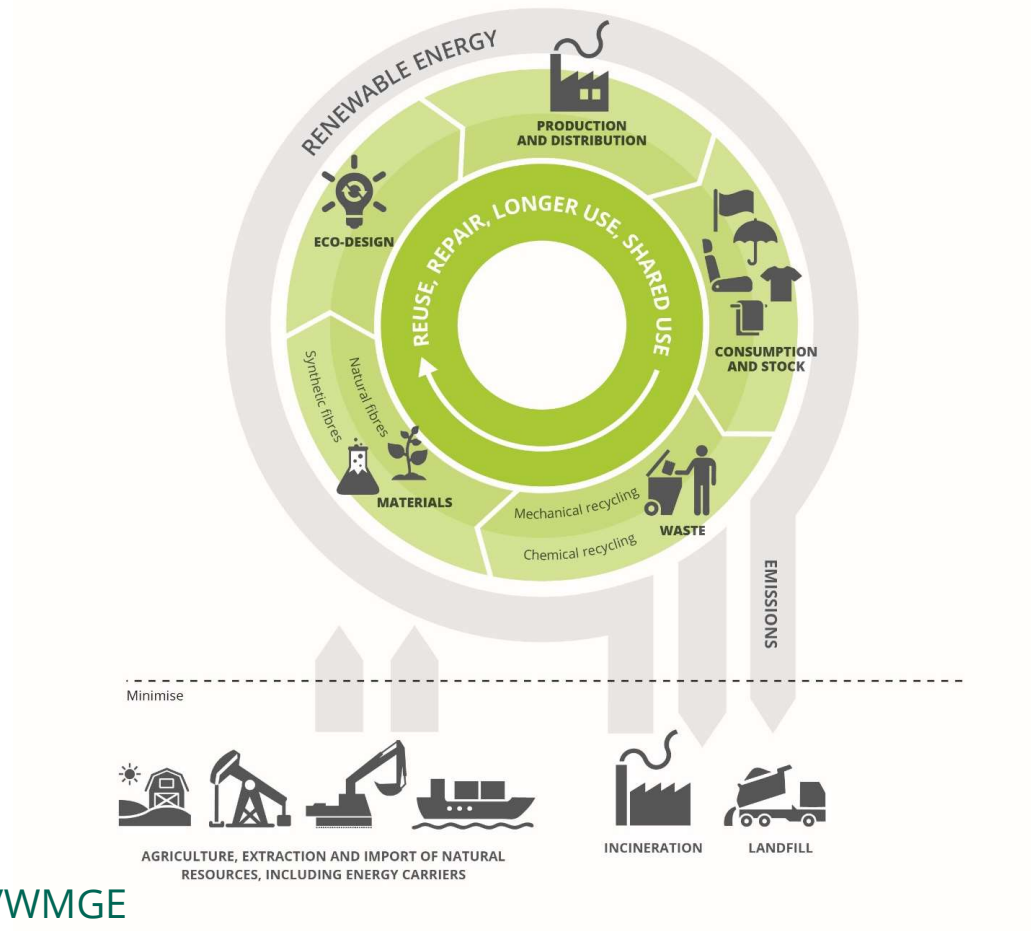 RENEWABLE ENERGY
PRODUCTION
AND DISTRIBUTION
ECO-DESIGN
REUSE, REPAIR, LONGER USE, SHARED USE
CONSUMPTION
AND STOCK
Synthetic fibres
Natural fibres
MATERIALS
Mechanical recycling
Chemical recycling
WASTE
EMISSIONS
Minimise
AGRICULTURE, EXTRACTION AND IMPORT OF NATURAL
RESOURCES, INCLUDING ENERGY CARRIERS
INCINERATION
LANDFILL
/WMGE